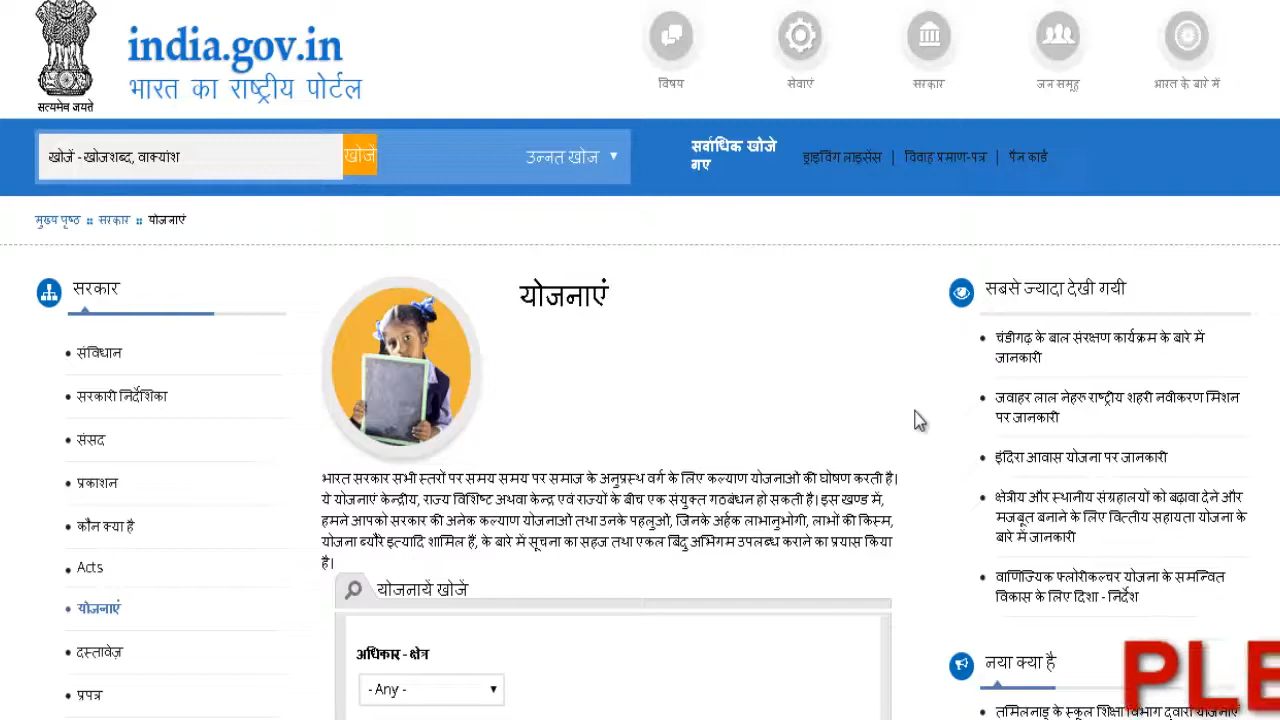 सत्यमेव जयते
india.gov.in
भारत का राष्ट्रीय पोर्टल
विषय
सेवाएं
सरकार
जन समूह
भारत के बारे में
खोजें - खोजशब्द, वाक्यांश
खोजें
उन्नत खोज
सर्वाधिक खोजे
गए
ड्राइविंग लाइसेंस | विवाह प्रमाण-पत्र | पैन कार्ड
मुख्य पृष्ठ :: सरकार :: योजनाएं
सरकार
संविधान
सरकारी निर्देशिका
संसद
प्रकाशन
कौन क्या है
Acts
योजनाएं
दस्तावेज़
प्रपत्र
योजनाएं
भारत सरकार सभी स्तरों पर समय समय पर समाज के अनुप्रस्थ वर्ग के लिए कल्याण योजनाओं की घोषण करती है।
ये योजनाएं केन्द्रीय, राज्य विशिष्ट अथवा केन्द्र एवं राज्यों के बीच एक संयुक्त गठबंधन हो सकती हैं। इस खण्ड में,
हमने आपको सरकार की अनेक कल्याण योजनाओं तथा उनके पहलुओं, जिनके अर्हक लाभानुभोगी, लाभों की किस्म,
योजना ब्यौरे इत्यादि शामिल हैं, के बारे में सूचना का सहज तथा एकल बिंदु अभिगम उपलब्ध कराने का प्रयास किया
है।
योजनायें खोजें
अधिकार - क्षेत्र
- Any -
सबसे ज्यादा देखी गयी
चंडीगढ़ के बाल संरक्षण कार्यक्रम के बारे में
जानकारी
जवाहर लाल नेहरु राष्ट्रीय शहरी नवीकरण मिशन
पर जानकारी
इंदिरा आवास योजना पर जानकारी
क्षेत्रीय और स्थानीय संग्रहालयों को बढ़ावा देने और
मजबूत बनाने के लिए वित्तीय सहायता योजना के
बारे में जानकारी
वाणिज्यिक फ्लोरीकल्चर योजना के समन्वित
विकास के लिए दिशा - निर्देश
नया क्या है
तमिलनाडु के स्कूल शिक्षा विभाग द्वारा योजनाएं
PLE